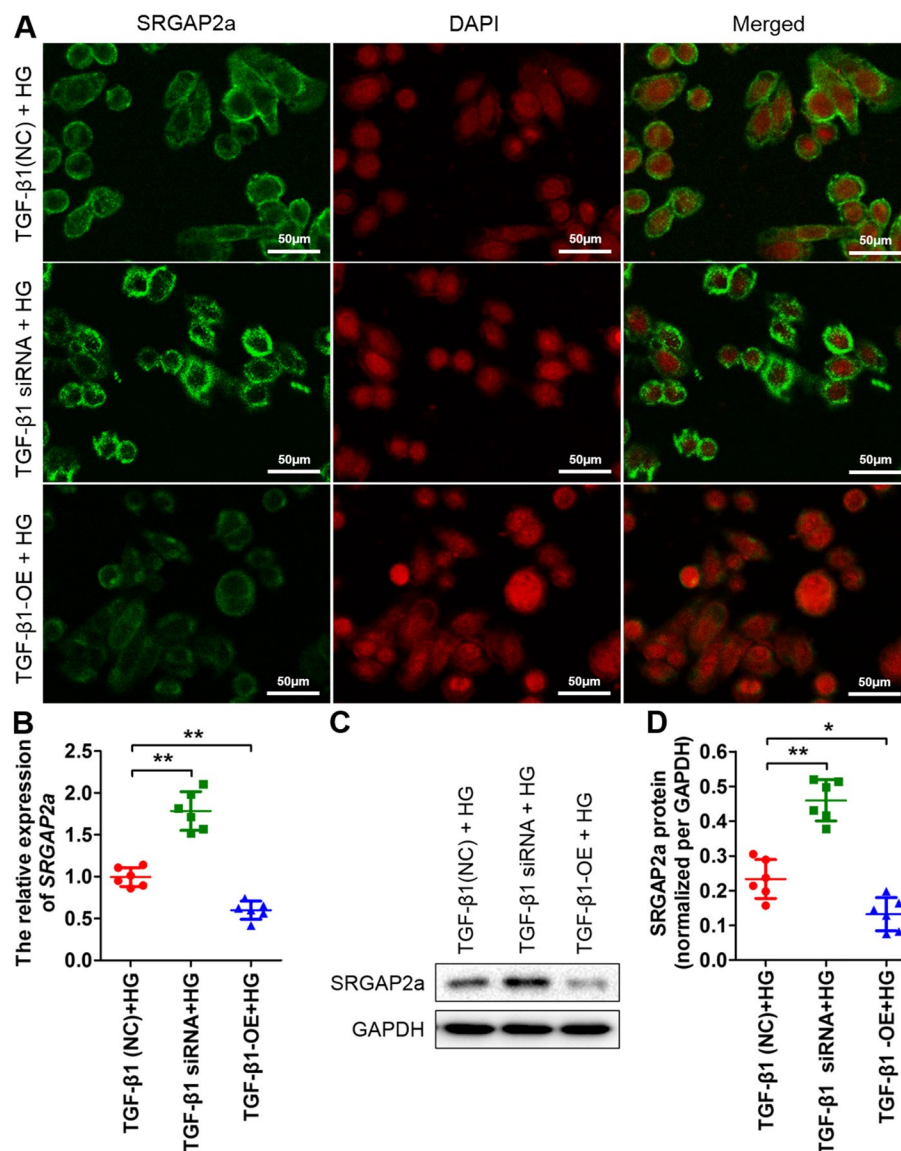 A
SRGAP2a
DAPI
Merged
TGF-β1(NC) + HG
50μm
50μm
50μm
TGF-β1 siRNA + HG
50μm
50μm
50μm
TGF-β1-OE + HG
50μm
50μm
50μm
B
The relative expression
of SRGAP2a
2.5
2.0
1.5
1.0
0.5
0.0
**
**
TGF-β1 (NC)+HG
TGF-β1 siRNA+HG
TGF-β1-OE+HG
C
TGF-β1(NC) + HG
TGF-β1 siRNA + HG
TGF-β1-OE + HG
SRGAP2a
GAPDH
D
SRGAP2a protein
(normalized per GAPDH)
0.6
0.5
0.4
0.3
0.2
0.1
0.0
*
**
TGF-β1 (NC)+HG
TGF-β1 siRNA+HG
TGF-β1 -OE+HG